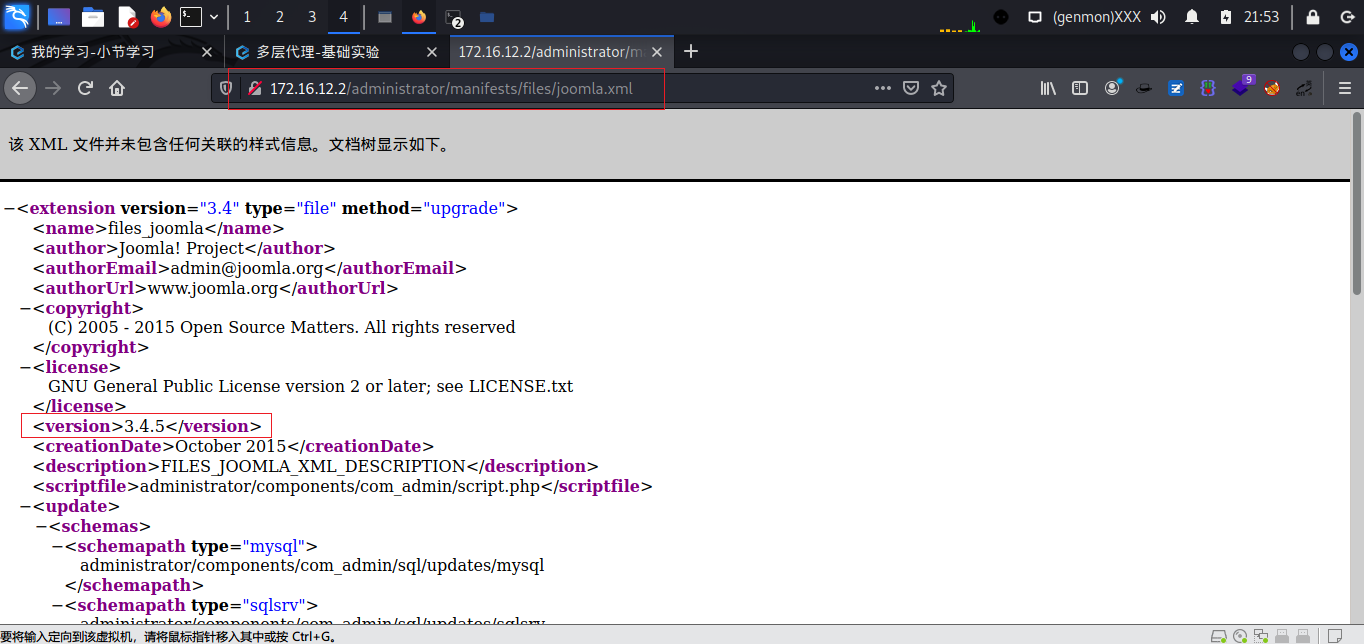 1 2 3 4 2 (genmon)XXX 21:53
我的学习-小节学习 多层代理-基础实验 172.16.12.2/administrator/m
172.16.12.2/administrator/manifests/files/joomla.xml 9
该 XML 文件并未包含任何关联的样式信息。文档树显示如下。
−<extension version="3.4" type="file" method="upgrade">
<name>files_joomla</name>
<author>Joomla! Project</author>
<authorEmail>admin@joomla.org</authorEmail>
<authorUrl>www.joomla.org</authorUrl>
−<copyright>
(C) 2005 - 2015 Open Source Matters. All rights reserved
</copyright>
−<license>
GNU General Public License version 2 or later; see LICENSE.txt
</license>
<version>3.4.5</version>
<creationDate>October 2015</creationDate>
<description>FILES_JOOMLA_XML_DESCRIPTION</description>
<scriptfile>administrator/components/com_admin/script.php</scriptfile>
−<update>
−<schemas>
−<schemapath type="mysql">
administrator/components/com_admin/sql/updates/mysql
</schemapath>
−<schemapath type="sqlsrv">
administrator/components/com_admin/sql/updates/sqlsrv
要将输入定向到该虚拟机，请将鼠标指针移入其中或按 Ctrl+G。